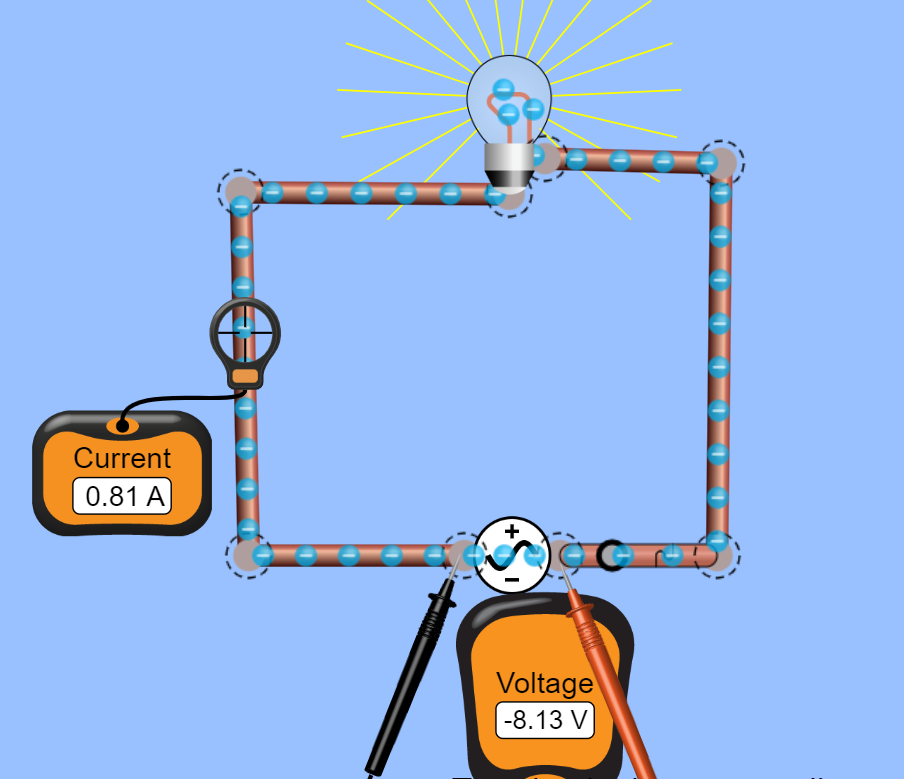 Current
0.81 A
+
−
Voltage
-8.13 V